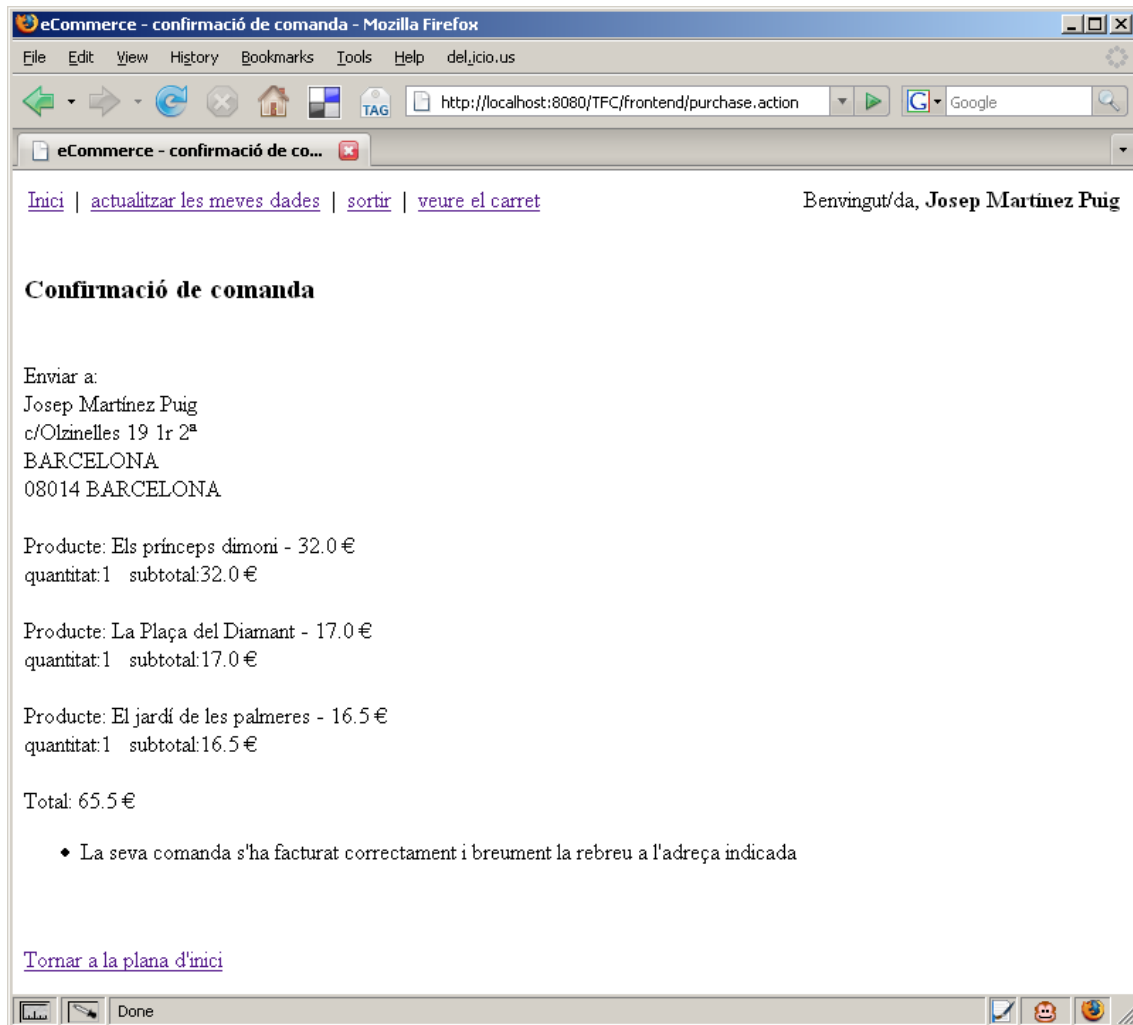 eCommerce - confirmació de comanda - Mozilla Firefox
File Edit View History Bookmarks Tools Help del.icio.us
TAG http://localhost:8080/TFC/frontend/purchase.action G Google
eCommerce - confirmació de co...
Inici | actualitzar les meves dades | sortir | veure el carret Benvingut/da, Josep Martínez Puig
Confirmació de comanda
Enviar a:
Josep Martínez Puig
c/Olzinelles 19 1r 2ª
BARCELONA
08014 BARCELONA
Producte: Els prínceps dimoni - 32.0 €
quantitat:1 subtotal:32.0 €
Producte: La Plaça del Diamant - 17.0 €
quantitat:1 subtotal:17.0 €
Producte: El jardí de les palmeres - 16.5 €
quantitat:1 subtotal:16.5 €
Total: 65.5 €
• La seva comanda s'ha facturat correctament i breument la rebreu a l'adreça indicada
Tornar a la plana d'inici
Done